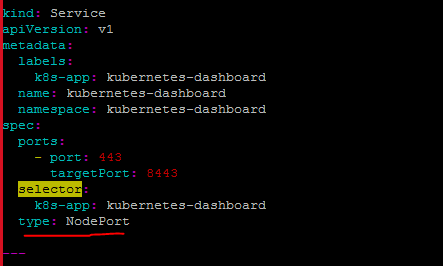 kind: Service
apiVersion: v1
metadata:
  labels:
    k8s-app: kubernetes-dashboard
  name: kubernetes-dashboard
  namespace: kubernetes-dashboard
spec:
  ports:
    - port: 443
      targetPort: 8443
  selector:
    k8s-app: kubernetes-dashboard
  type: NodePort
---